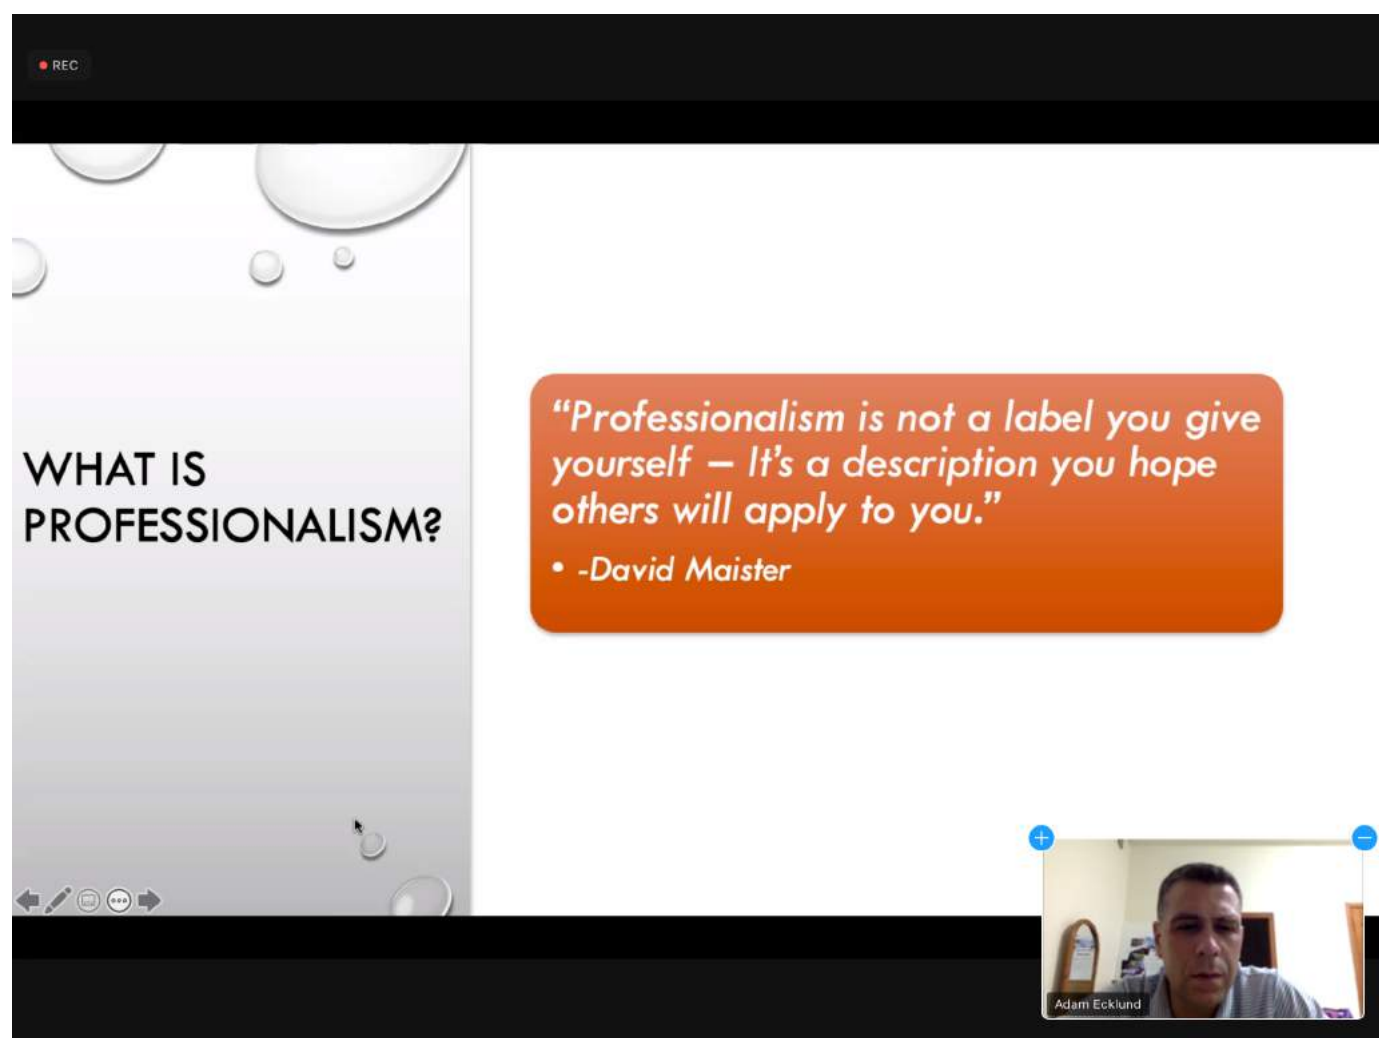 REC
WHAT IS
PROFESSIONALISM?
“Professionalism is not a label you give
yourself – It’s a description you hope
others will apply to you.”
• -David Maister
Adam Ecklund